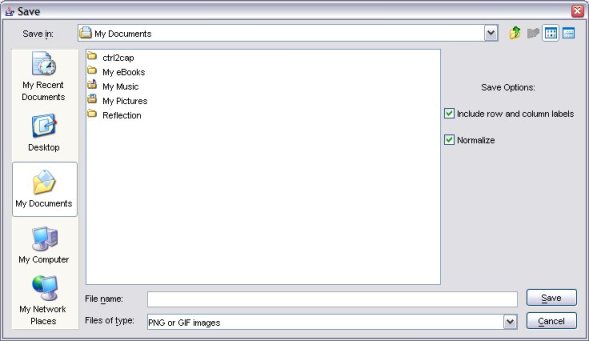 Save
Save in:
My Documents
My Recent
Documents
Desktop
My Documents
My Computer
My Network
Places
ctrl2cap
My eBooks
My Music
My Pictures
Reflection
Save Options:
Include row and column labels
Normalize
File name:
Save
Files of type:
PNG or GIF images
Cancel